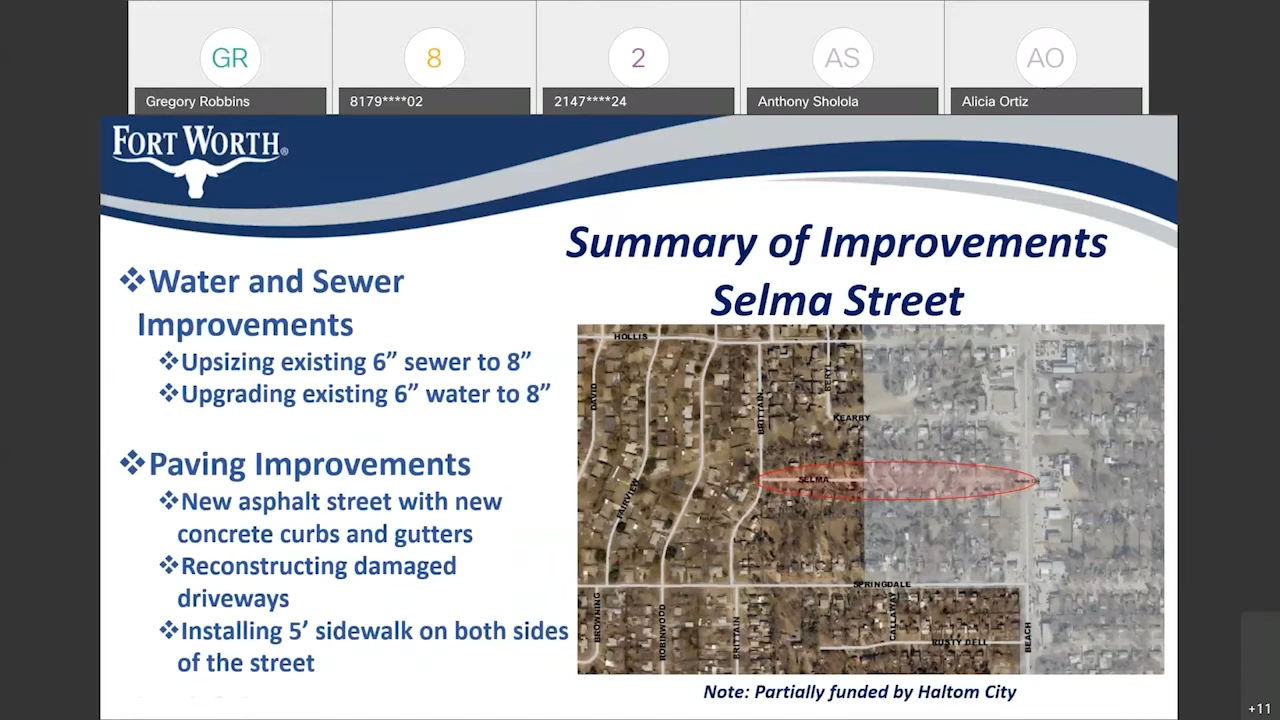 GR
8
2
AS
AO
Gregory Robbins
8179****02
2147****24
Anthony Sholola
Alicia Ortiz
FORT WORTH®
Summary of Improvements
Selma Street
❖Water and Sewer
Improvements
❖Upsizing existing 6” sewer to 8”
❖Upgrading existing 6” water to 8”
❖Paving Improvements
❖New asphalt street with new
concrete curbs and gutters
❖Reconstructing damaged
driveways
❖Installing 5’ sidewalk on both sides
of the street
HOLLIS
DAVID
BRITTAIN
BERYL
KEARBY
SELMA
FAIRVIEW
SPRINGDALE
BROWNING
ROBINWOOD
BRITTAIN
CALLAWAY
RUSTY DELL
BEACH
Note: Partially funded by Haltom City
+11